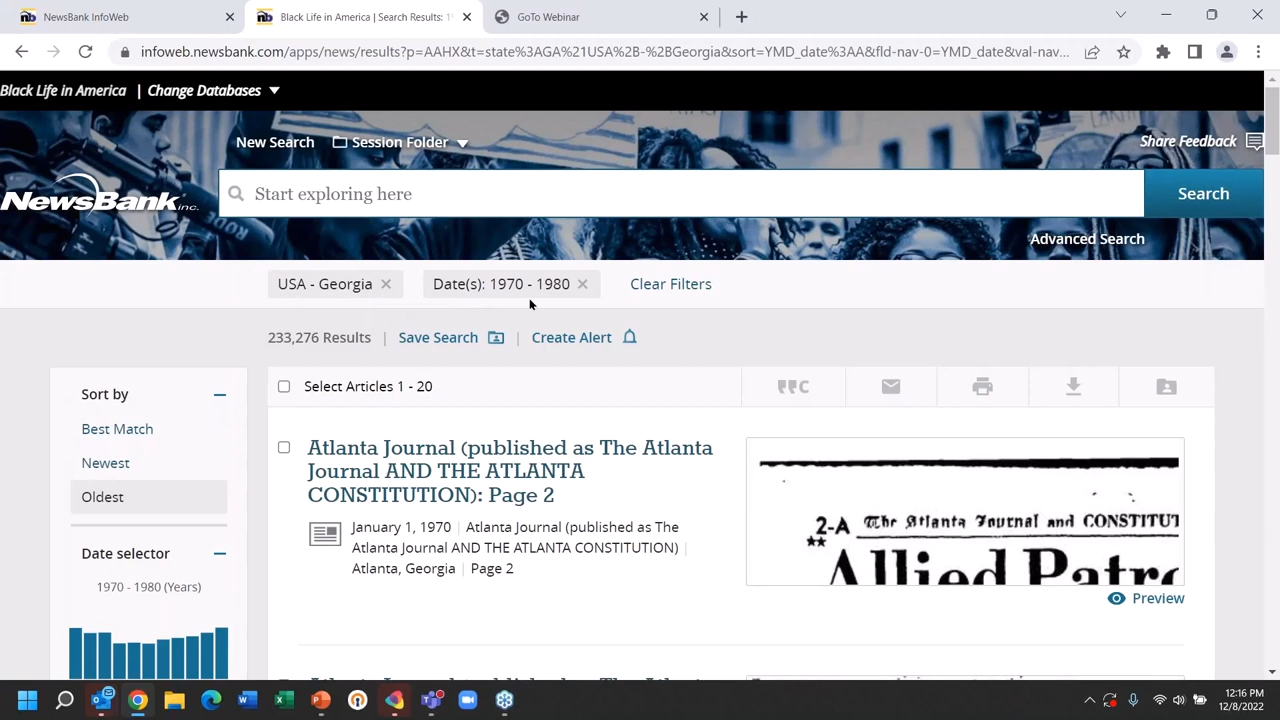 NewsBank InfoWeb
Black Life in America | Search Results: 1
GoTo Webinar
infoweb.newsbank.com/apps/news/results?p=AAHX&t=state%3AGA%21USA%2B-%2BGeorgia&sort=YMD_date%3AA&fld-nav-0=YMD_date&val-nav...
Black Life in America | Change Databases
New Search Session Folder
Share Feedback
NewsBank inc.
Start exploring here
Search
Advanced Search
USA - Georgia
Date(s): 1970 - 1980
Clear Filters
233,276 Results | Save Search | Create Alert
Sort by
Best Match
Newest
Oldest
Date selector
1970 - 1980 (Years)
Select Articles 1 - 20
Atlanta Journal (published as The Atlanta
Journal AND THE ATLANTA
CONSTITUTION): Page 2
January 1, 1970 | Atlanta Journal (published as The
Atlanta Journal AND THE ATLANTA CONSTITUTION) |
Atlanta, Georgia | Page 2
2-A The Atlanta Journal and CONSTITUT
**
Allied Patr
Preview
12:16 PM
12/8/2022